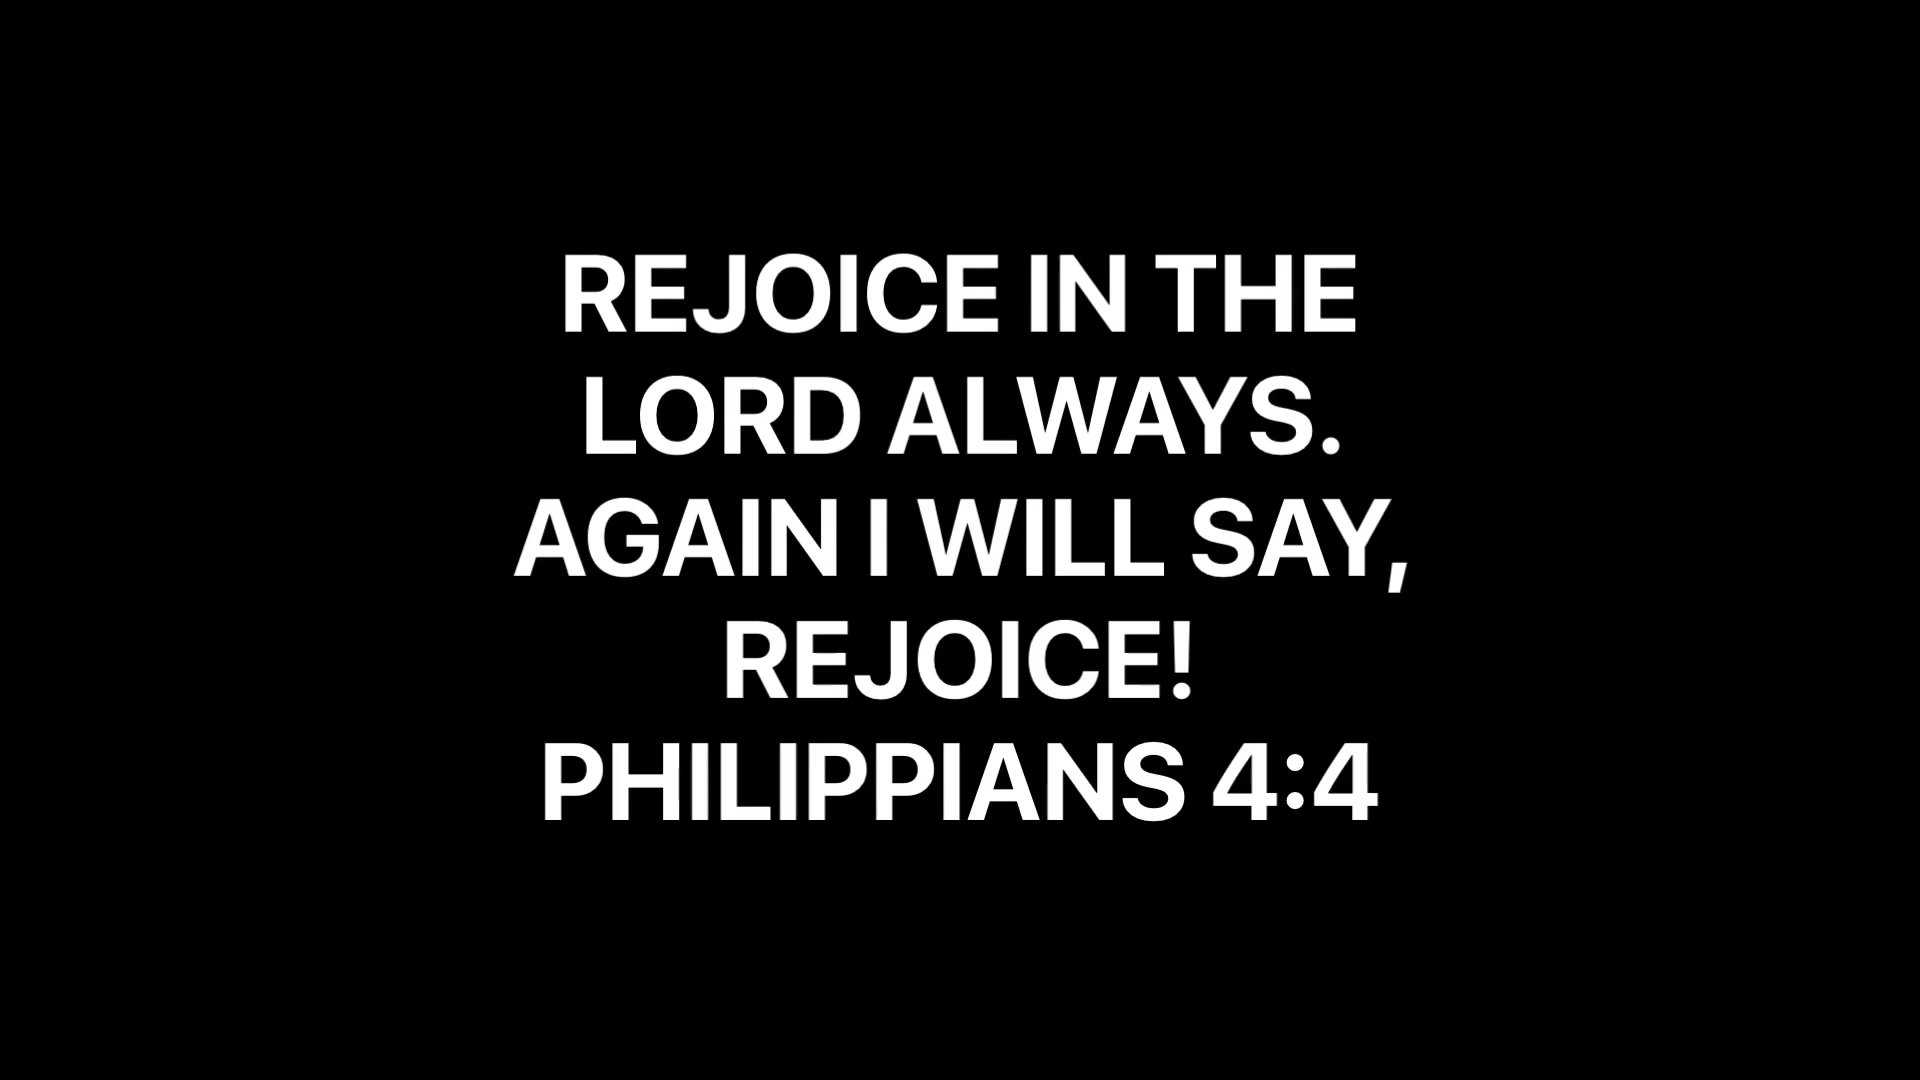 REJOICE IN THE
LORD ALWAYS.
AGAIN I WILL SAY,
REJOICE!
PHILIPPIANS 4:4